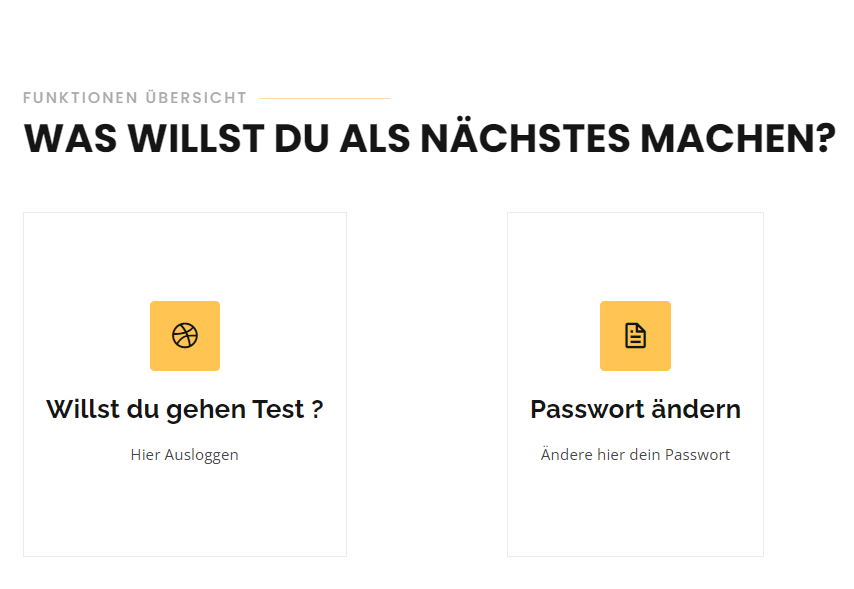 FUNKTIONEN ÜBERSICHT
WAS WILLST DU ALS NÄCHSTES MACHEN?
Willst du gehen Test ?
Hier Ausloggen
Passwort ändern
Ändere hier dein Passwort